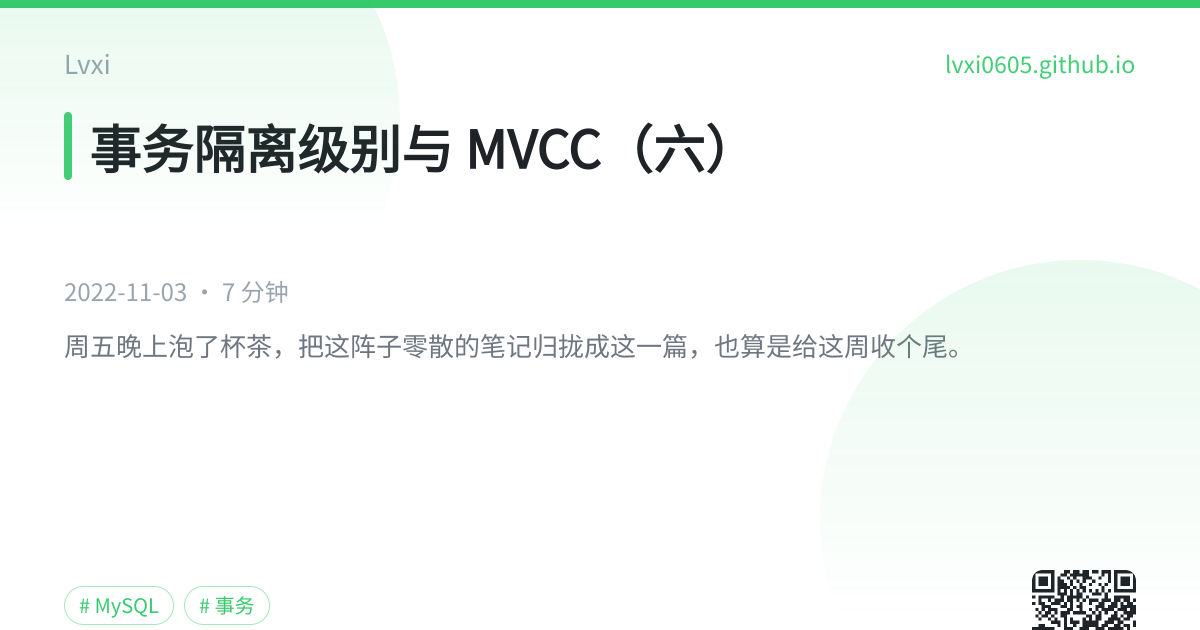 Lvxi
lvxi0605.github.io
事务隔离级别与 MVCC（六）
2022-11-03 · 7 分钟
周五晚上泡了杯茶，把这阵子零散的笔记归拢成这一篇，也算是给这周收个尾。
# MySQL
# 事务